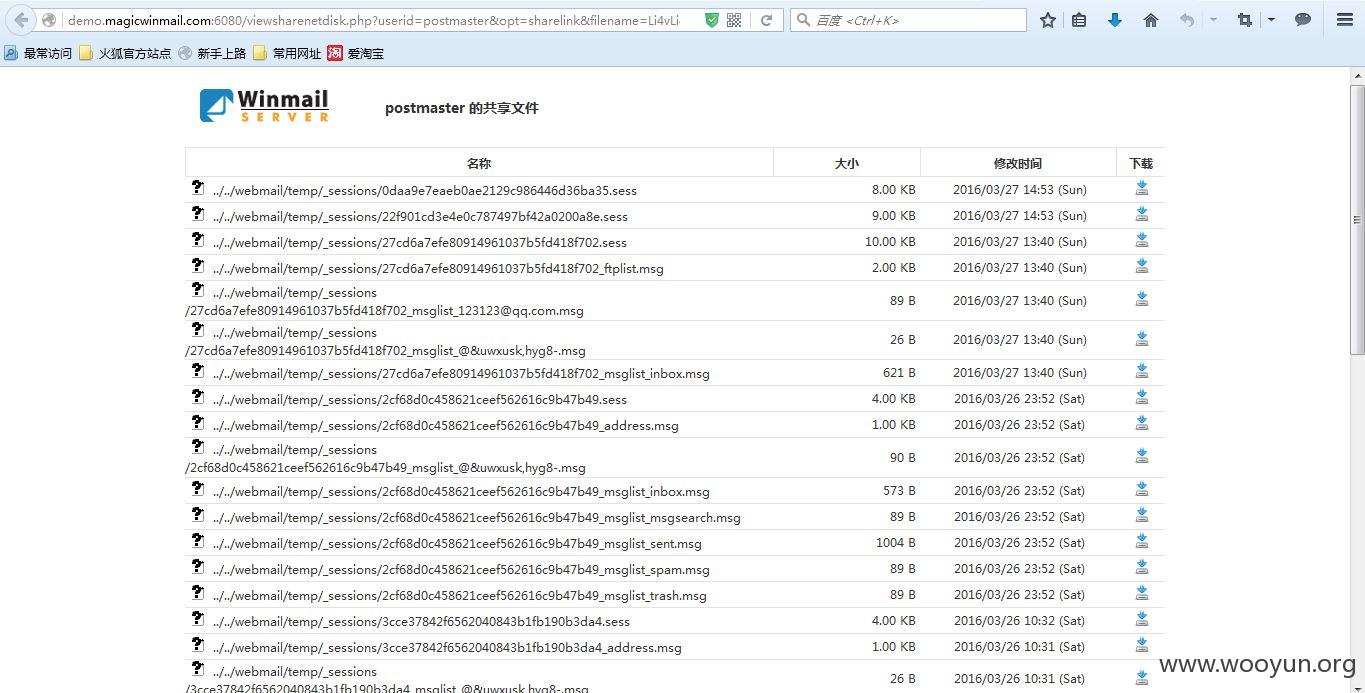 demo.magicwinmail.com:6080/viewsharenetdisk.php?userid=postmaster&opt=sharelink&filename=Li4vLi
百度 <Ctrl+K>
最常访问 火狐官方站点 新手上路 常用网址 淘 爱淘宝
Winmail
SERVER
postmaster 的共享文件
名称 大小 修改时间 下载
../../webmail/temp/_sessions/0daa9e7eaeb0ae2129c986446d36ba35.sess 8.00 KB 2016/03/27 14:53 (Sun)
../../webmail/temp/_sessions/22f901cd3e4e0c787497bf42a0200a8e.sess 9.00 KB 2016/03/27 14:53 (Sun)
../../webmail/temp/_sessions/27cd6a7efe80914961037b5fd418f702.sess 10.00 KB 2016/03/27 13:40 (Sun)
../../webmail/temp/_sessions/27cd6a7efe80914961037b5fd418f702_ftplist.msg 2.00 KB 2016/03/27 13:40 (Sun)
../../webmail/temp/_sessions
/27cd6a7efe80914961037b5fd418f702_msglist_123123@qq.com.msg 89 B 2016/03/27 13:40 (Sun)
../../webmail/temp/_sessions
/27cd6a7efe80914961037b5fd418f702_msglist_@&uwxusk,hyg8-.msg 26 B 2016/03/27 13:40 (Sun)
../../webmail/temp/_sessions/27cd6a7efe80914961037b5fd418f702_msglist_inbox.msg 621 B 2016/03/27 13:40 (Sun)
../../webmail/temp/_sessions/2cf68d0c458621ceef562616c9b47b49.sess 4.00 KB 2016/03/26 23:52 (Sat)
../../webmail/temp/_sessions/2cf68d0c458621ceef562616c9b47b49_address.msg 1.00 KB 2016/03/26 23:52 (Sat)
../../webmail/temp/_sessions
/2cf68d0c458621ceef562616c9b47b49_msglist_@&uwxusk,hyg8-.msg 90 B 2016/03/26 23:52 (Sat)
../../webmail/temp/_sessions/2cf68d0c458621ceef562616c9b47b49_msglist_inbox.msg 573 B 2016/03/26 23:52 (Sat)
../../webmail/temp/_sessions/2cf68d0c458621ceef562616c9b47b49_msglist_msgsearch.msg 89 B 2016/03/26 23:52 (Sat)
../../webmail/temp/_sessions/2cf68d0c458621ceef562616c9b47b49_msglist_sent.msg 1004 B 2016/03/26 23:52 (Sat)
../../webmail/temp/_sessions/2cf68d0c458621ceef562616c9b47b49_msglist_spam.msg 89 B 2016/03/26 23:52 (Sat)
../../webmail/temp/_sessions/2cf68d0c458621ceef562616c9b47b49_msglist_trash.msg 89 B 2016/03/26 23:52 (Sat)
../../webmail/temp/_sessions/3cce37842f6562040843b1fb190b3da4.sess 4.00 KB 2016/03/26 10:32 (Sat)
../../webmail/temp/_sessions/3cce37842f6562040843b1fb190b3da4_address.msg 1.00 KB 2016/03/26 10:31 (Sat)
../../webmail/temp/_sessions
/3cce37842f6562040843b1fb190b3da4_msglist_@&uwxusk,hyg8-.msg 26 B 2016/03/26 10:31 (Sat)
www.wooyun.org